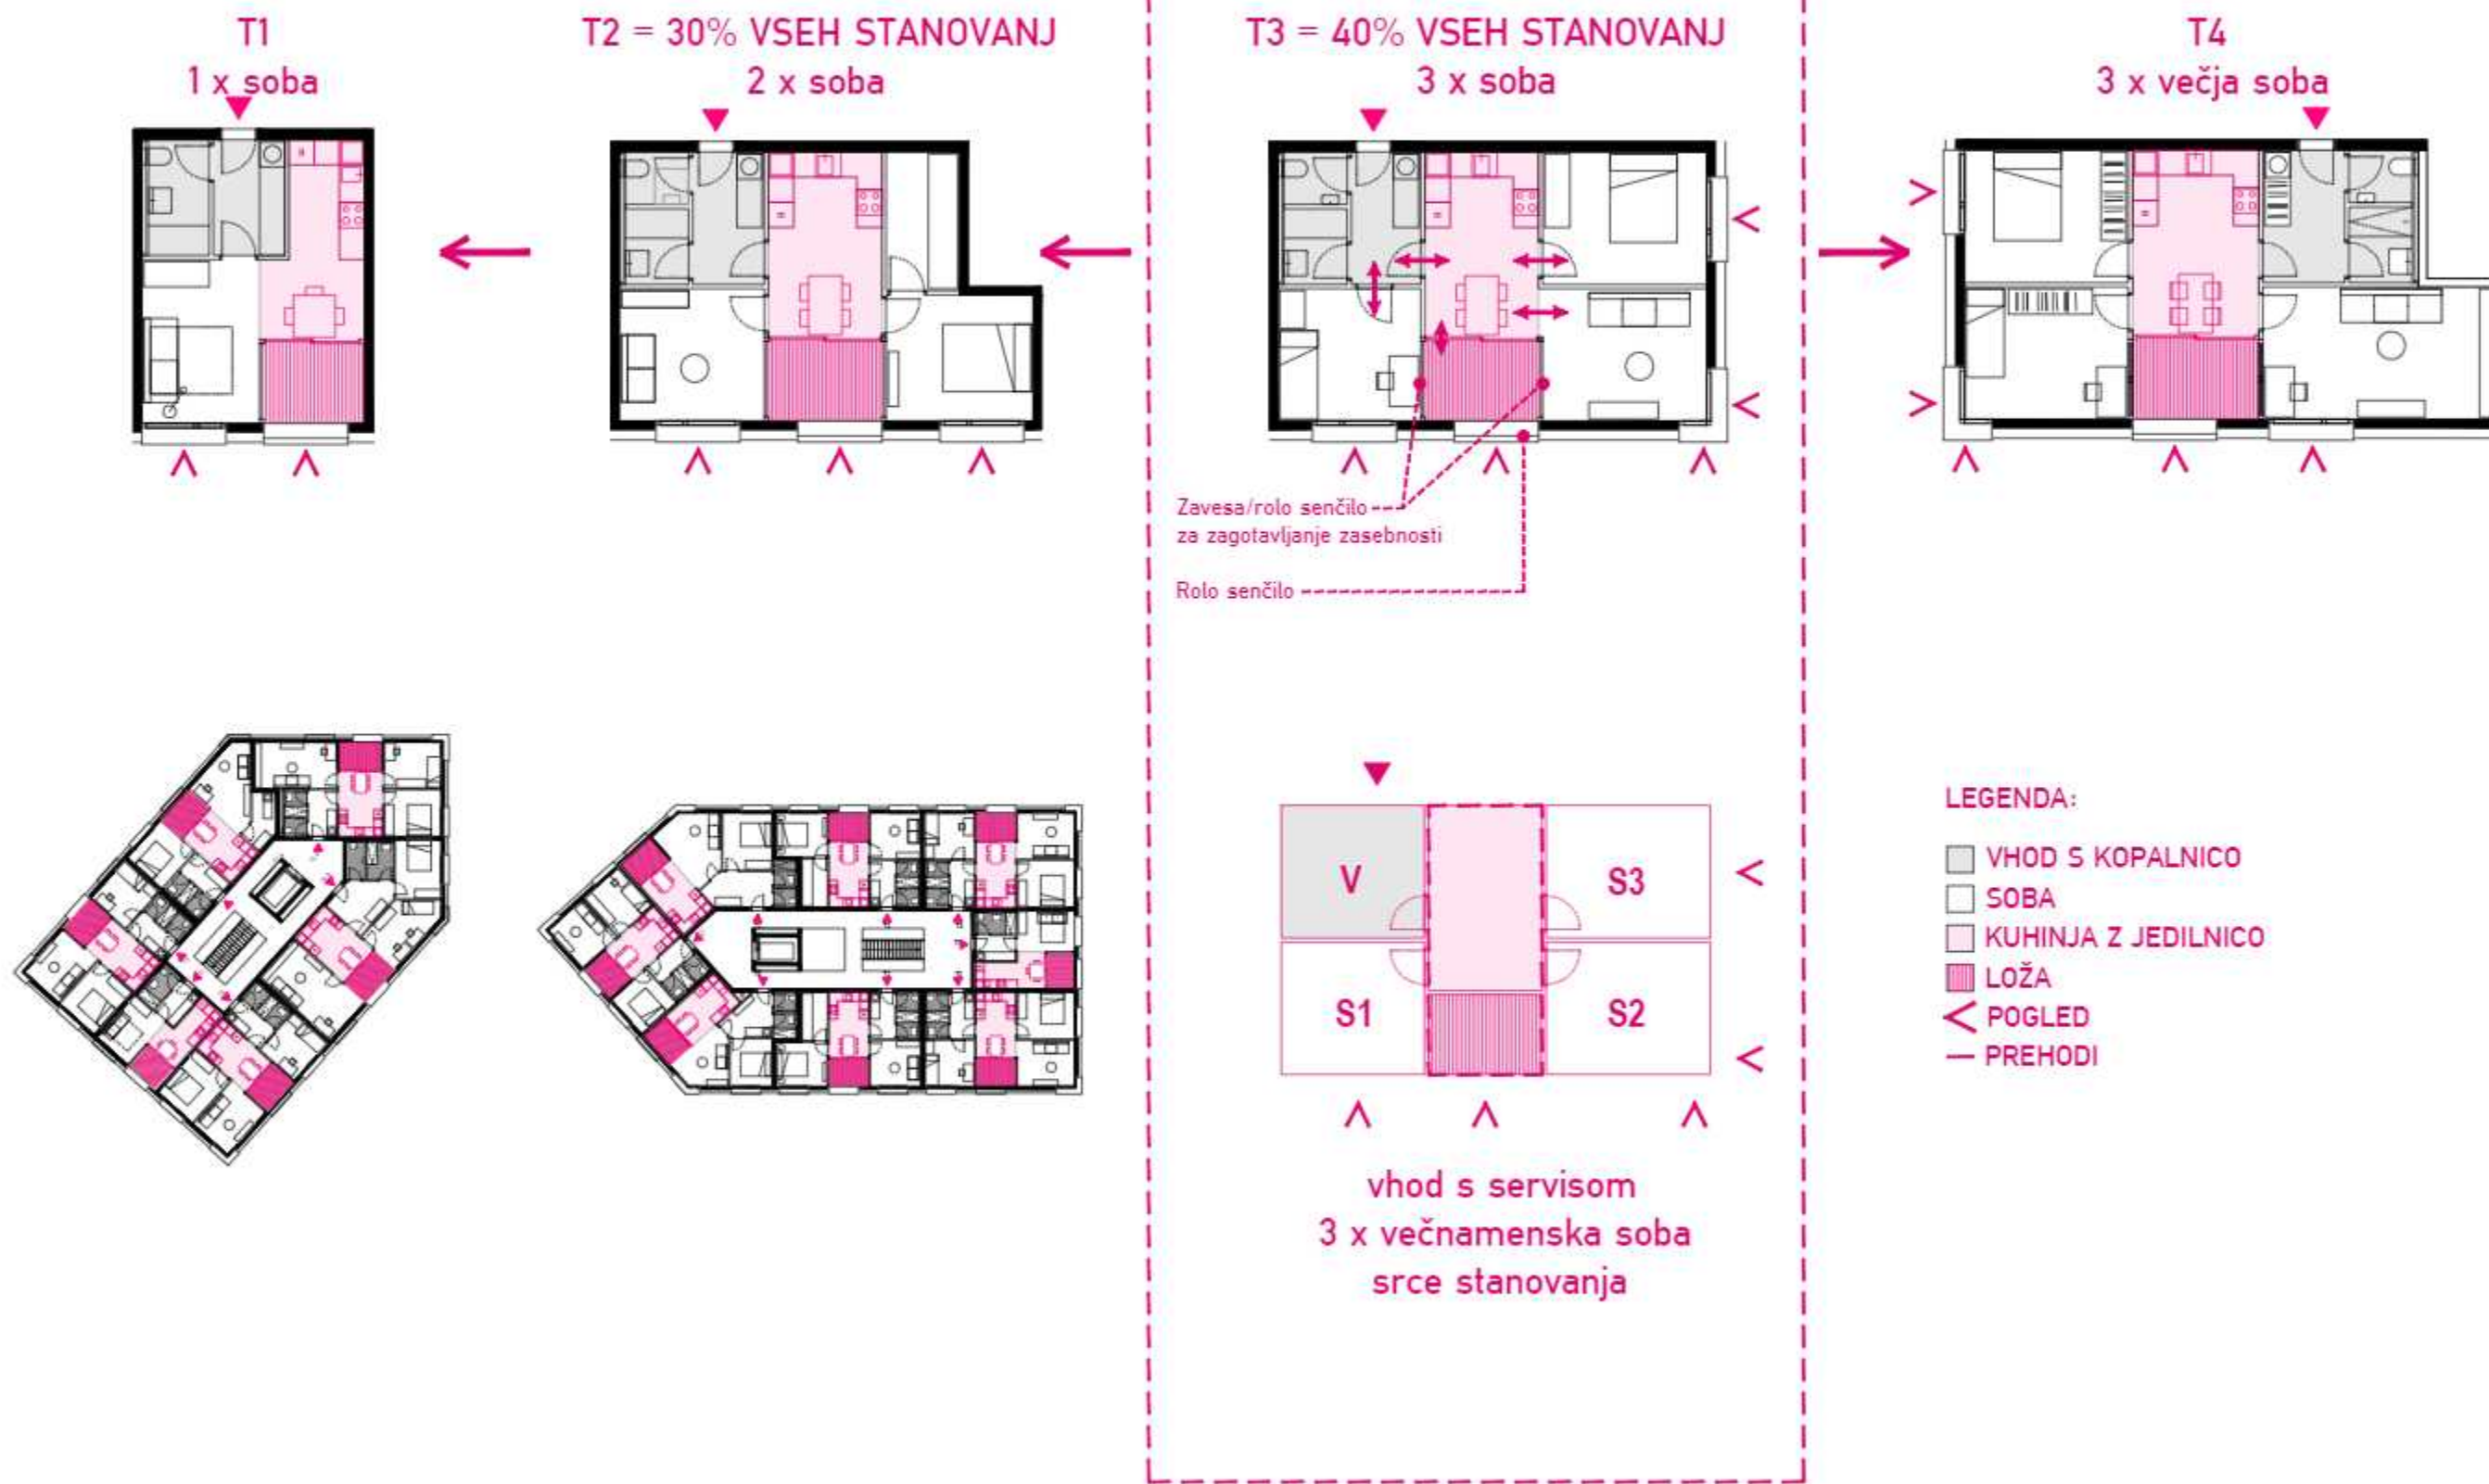 T1
1 x soba
T2 = 30% VSEH STANOVANJ
2 x soba
T3 = 40% VSEH STANOVANJ
3 x soba
T4
3 x večja soba
Zavesa/rolo senčilo
za zagotavljanje zasebnosti
Rolo senčilo
V
S3
S1
S2
vhod s servisom
3 x večnamenska soba
srce stanovanja
LEGENDA:
VHOD S KOPALNICO
SOBA
KUHINJA Z JEDILNICO
LOŽA
POGLED
PREHODI